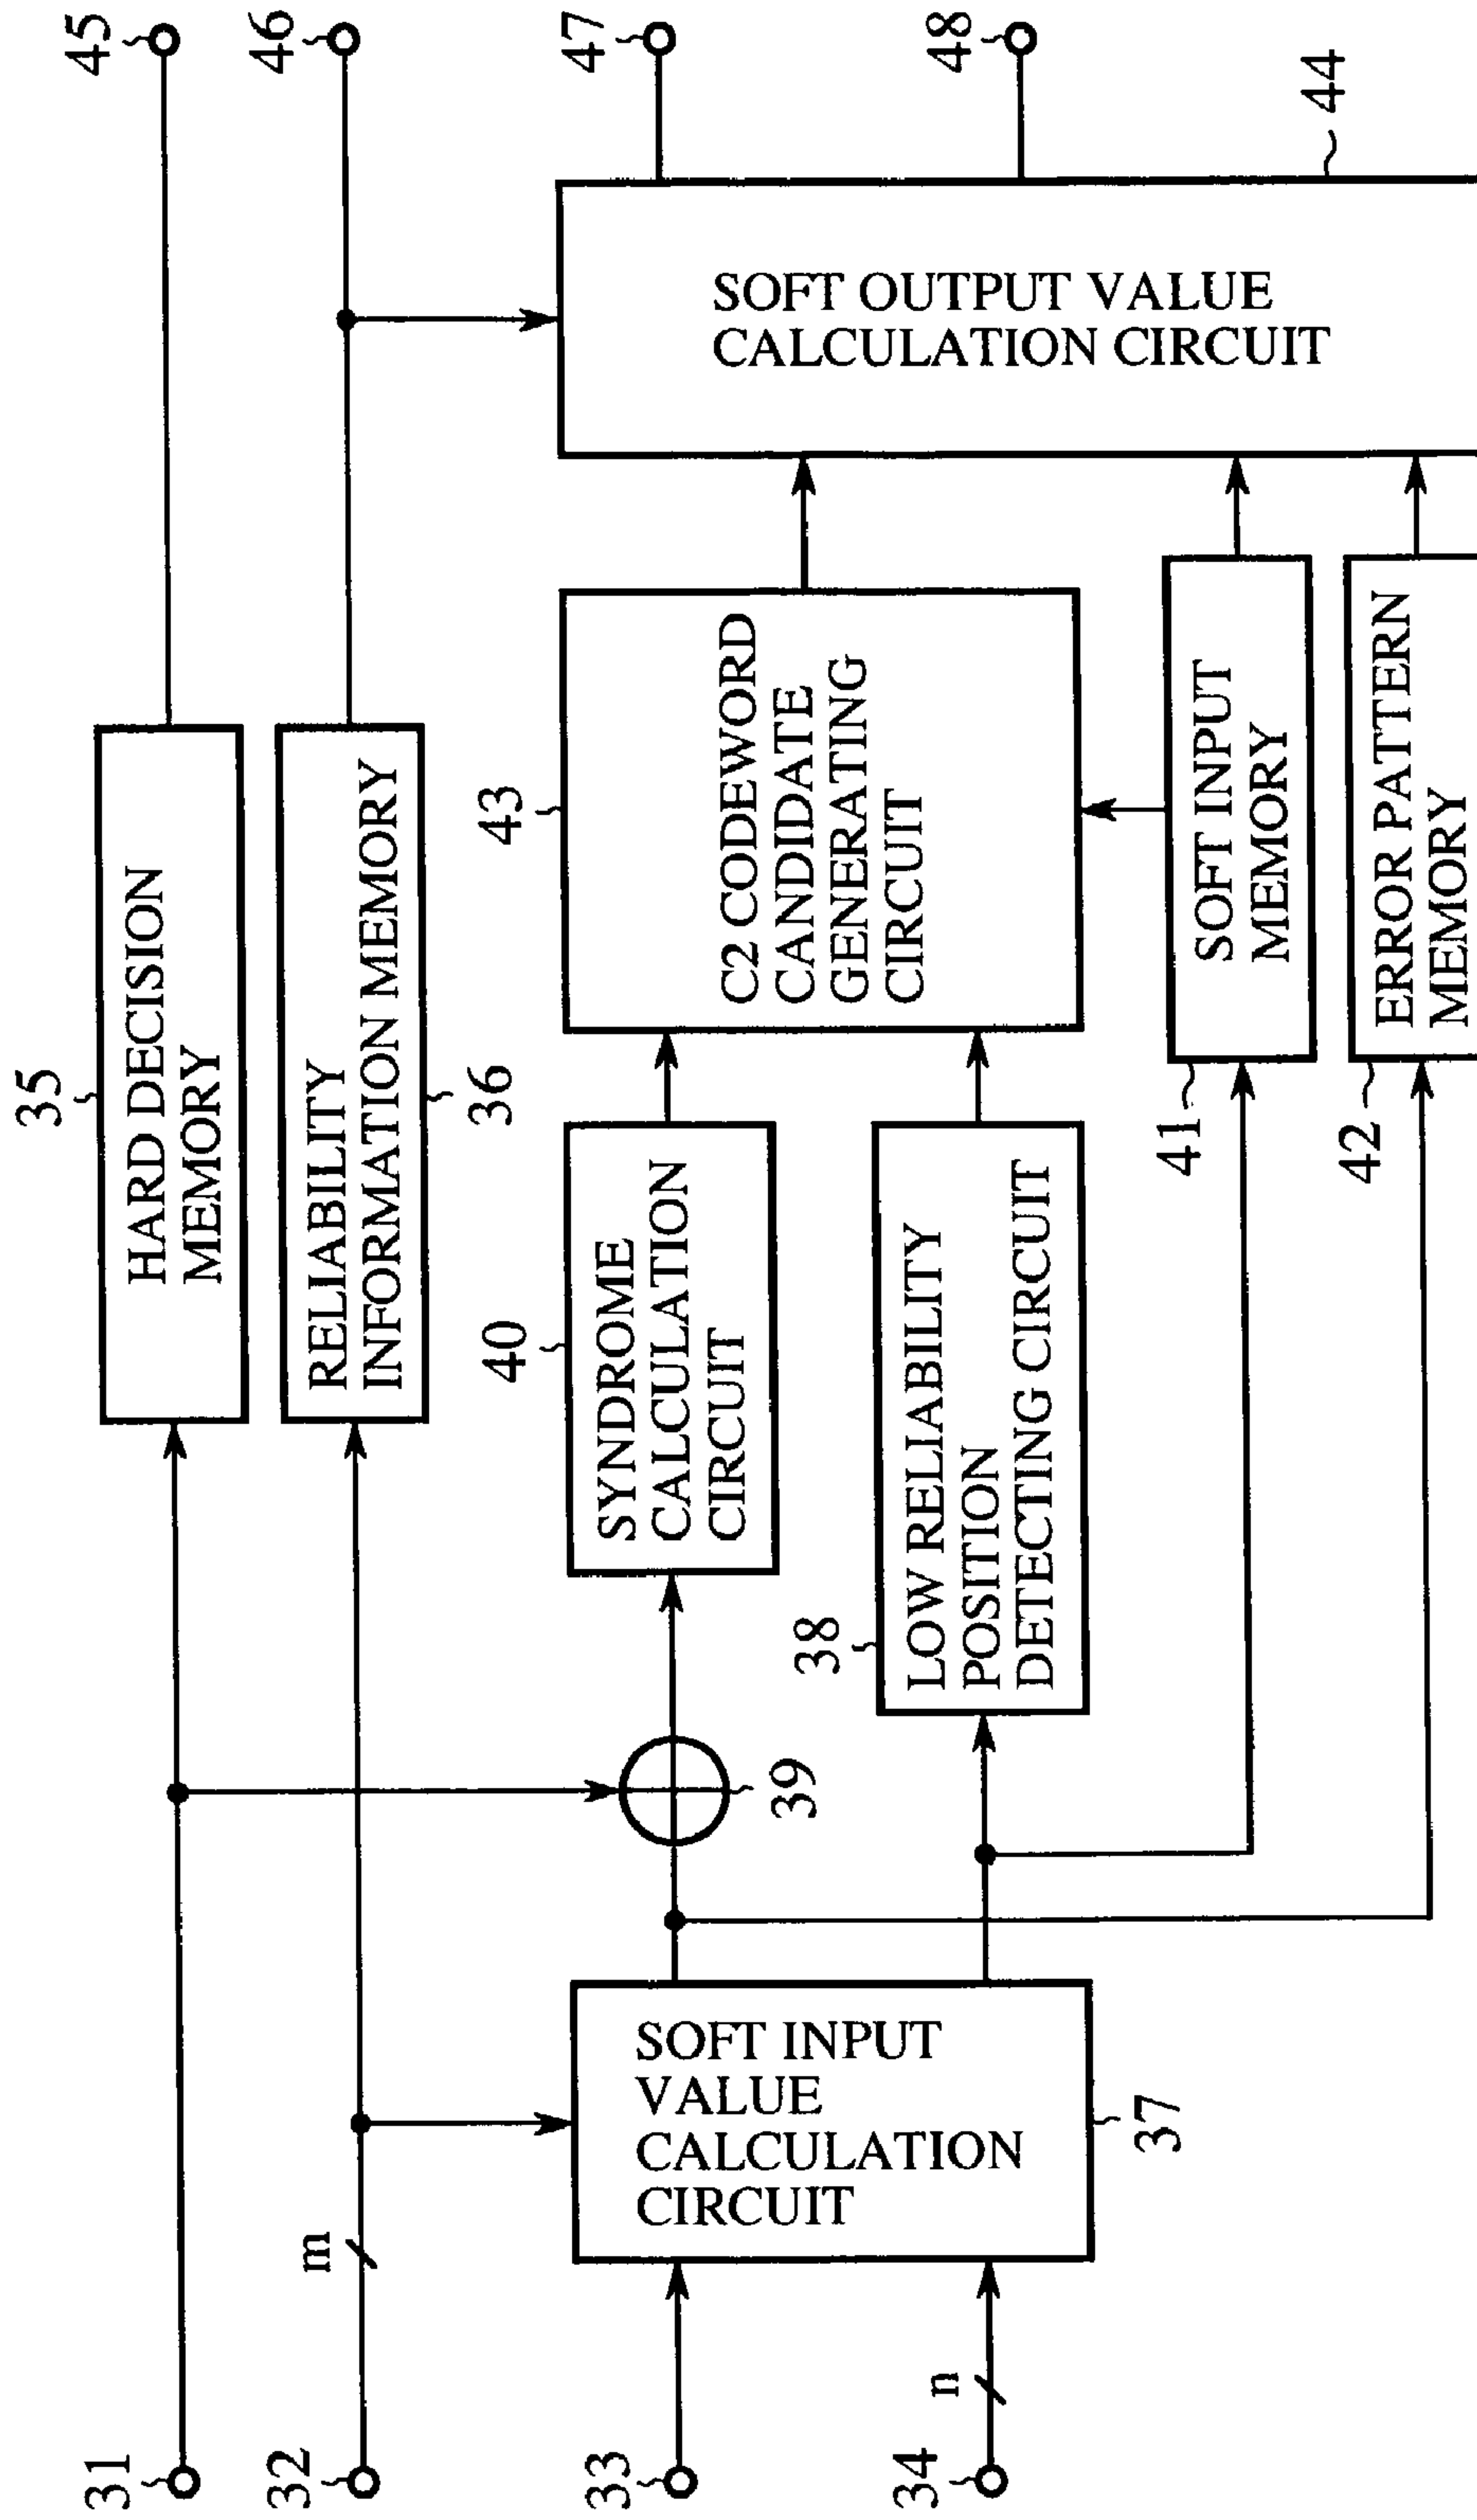 31
32
33
34
m
n
SOFT INPUT
VALUE
CALCULATION
CIRCUIT
37
39
35
HARD DECISION
MEMORY
RELIABILITY
INFORMATION MEMORY
36
40
SYNDROME
CALCULATION
CIRCUIT
38
LOW RELIABILITY
POSITION
DETECTING CIRCUIT
43
C2 CODEWORD
CANDIDATE
GENERATING
CIRCUIT
41
SOFT INPUT
MEMORY
42
ERROR PATTERN
MEMORY
SOFT OUTPUT VALUE
CALCULATION CIRCUIT
44
45
46
47
48